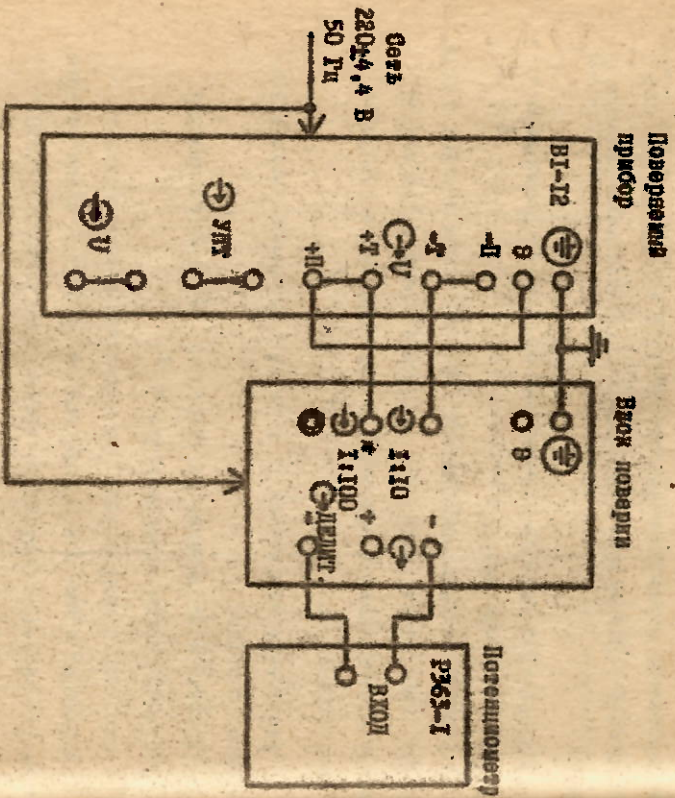 Сеть
220±4,4 В
50 Гц
Поверяемый
прибор
В1-12
U
УПТ
+П
+Т
U
-Т
-П
Э
Блок поверки
Э
1:10
*
1:100
ДЕЛИТ.
+
-
Потенциометр
Р363-1
ВХОД